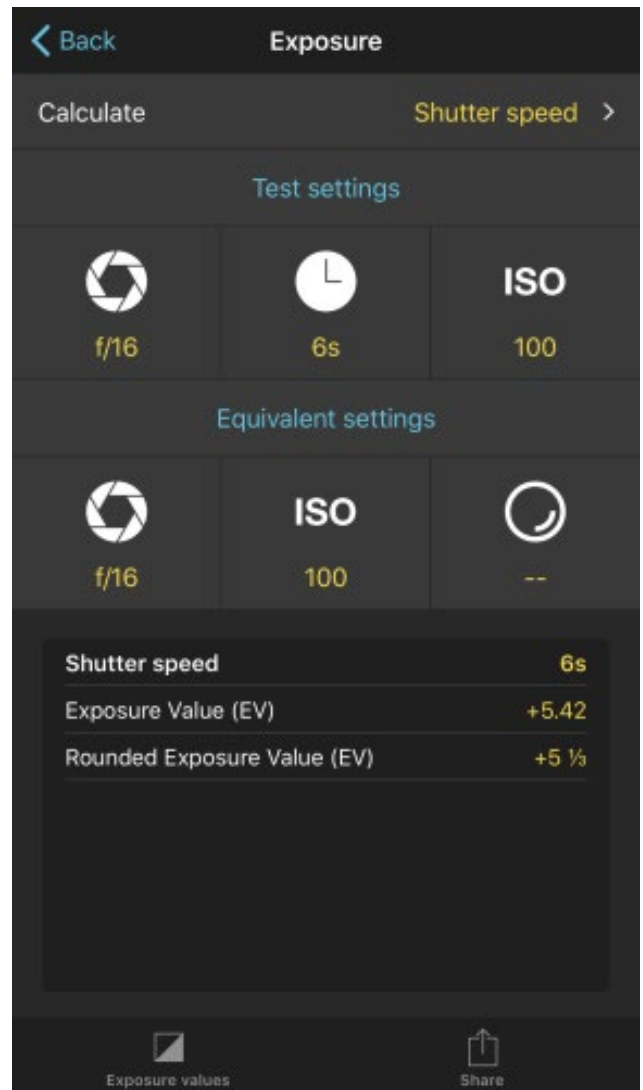 Back Exposure
Calculate Shutter speed
Test settings
ISO
f/16 6s 100
Equivalent settings
ISO
f/16 100 --
Shutter speed 6s
Exposure Value (EV) +5.42
Rounded Exposure Value (EV) +5 ⅓
Exposure values Share